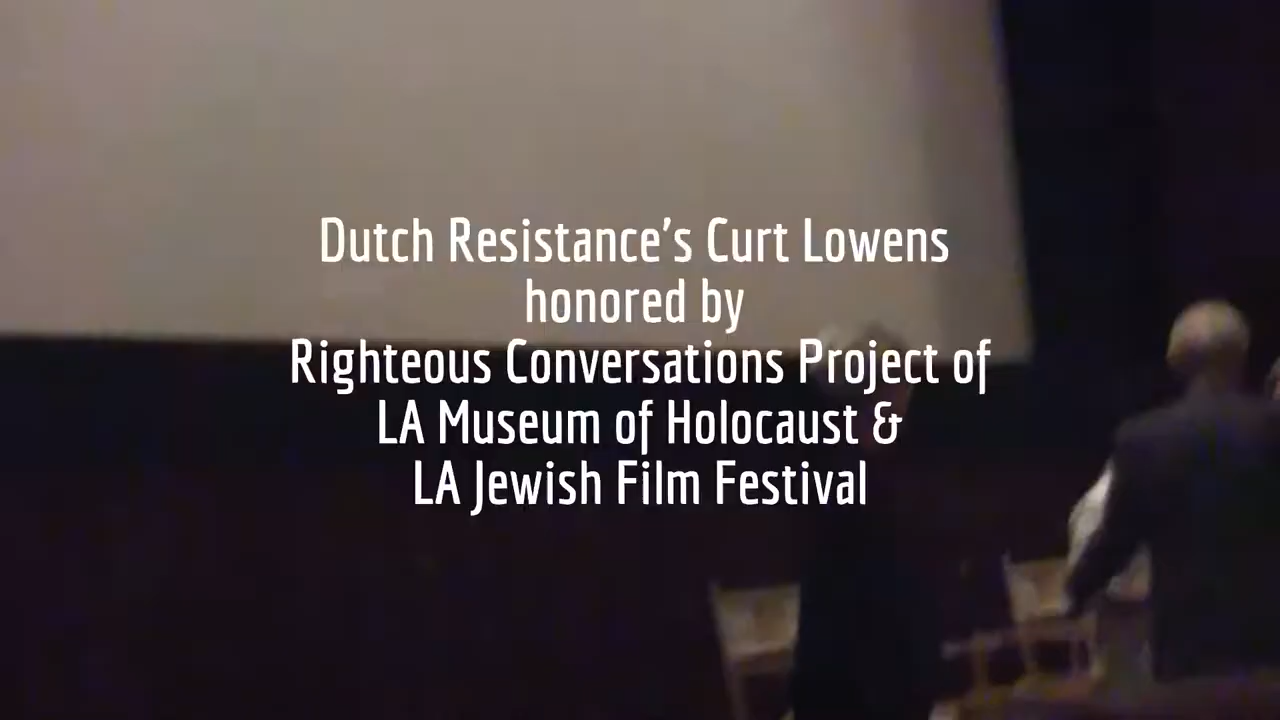 Dutch Resistance's Curt Lowens
honored by
Righteous Conversations Project of
LA Museum of Holocaust &
LA Jewish Film Festival